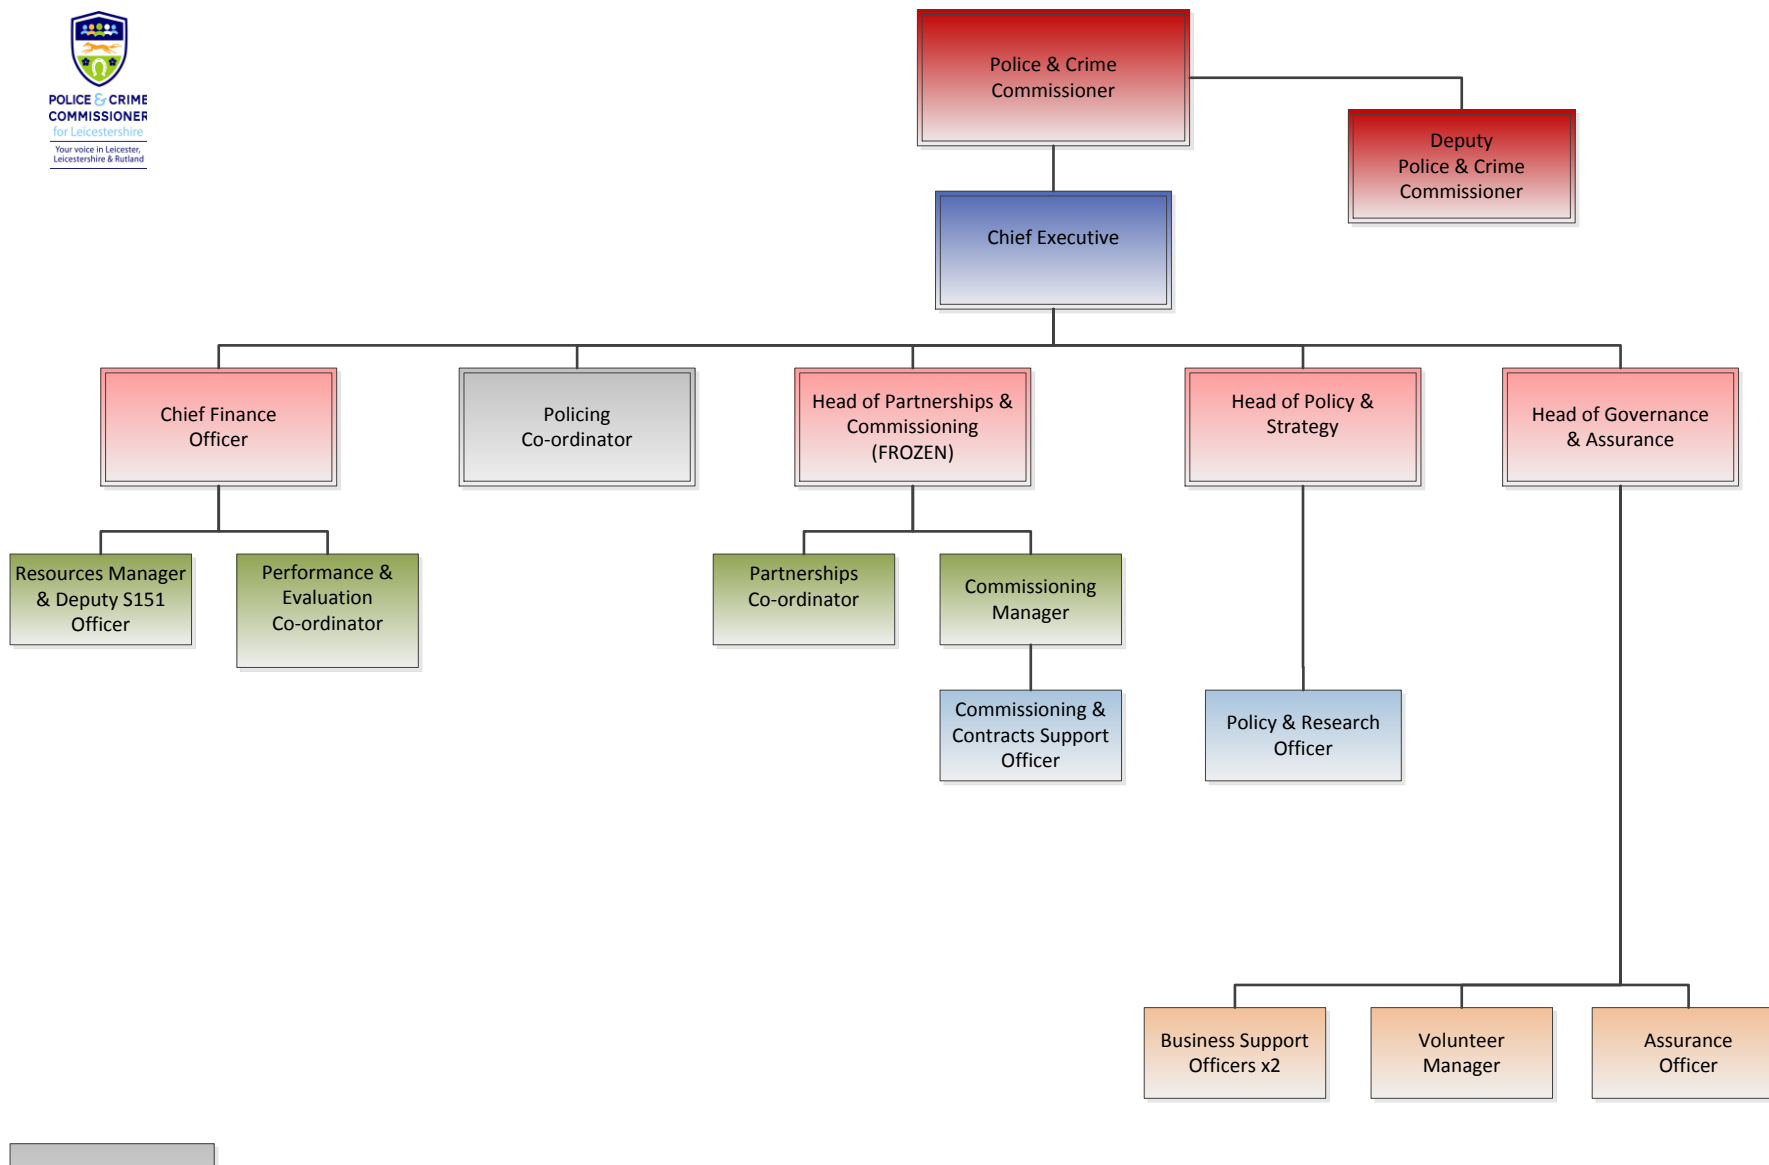 POLICE & CRIME
COMMISSIONER
for Leicestershire
Your voice in Leicester,
Leicestershire & Rutland
Police & Crime
Commissioner
Deputy
Police & Crime
Commissioner
Chief Executive
Chief Finance
Officer
Policing
Co-ordinator
Head of Partnerships &
Commissioning
(FROZEN)
Head of Policy &
Strategy
Head of Governance
& Assurance
Resources Manager
& Deputy S151
Officer
Performance &
Evaluation
Co-ordinator
Partnerships
Co-ordinator
Commissioning
Manager
Commissioning &
Contracts Support
Officer
Policy & Research
Officer
Business Support
Officers x2
Volunteer
Manager
Assurance
Officer